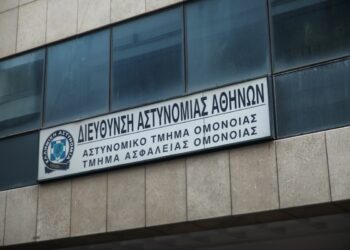 ΔΙΕΥΘΥΝΣΗ ΑΣΤΥΝΟΜΙΑΣ ΑΘΗΝΩΝ
ΑΣΤΥΝΟΜΙΚΟ ΤΜΗΜΑ ΟΜΟΝΟΙΑΣ
ΤΜΗΜΑ ΑΣΦΑΛΕΙΑΣ ΟΜΟΝΟΙΑΣ